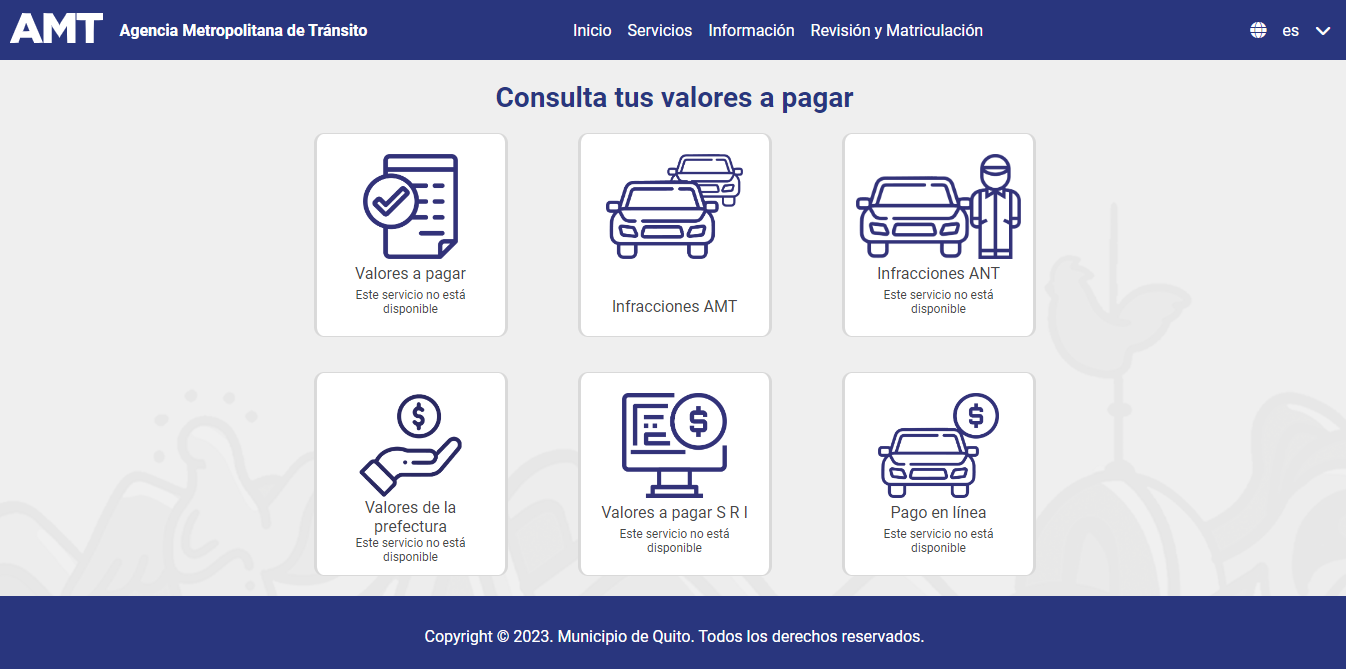 AMT Agencia Metropolitana de Tránsito Inicio Servicios Información Revisión y Matriculación es
Consulta tus valores a pagar
Valores a pagar
Este servicio no está
disponible
Infracciones AMT
Infracciones ANT
Este servicio no está
disponible
$
Valores de la
prefectura
Este servicio no está
disponible
$
Valores a pagar S R I
Este servicio no está
disponible
$
Pago en línea
Este servicio no está
disponible
Copyright © 2023. Municipio de Quito. Todos los derechos reservados.